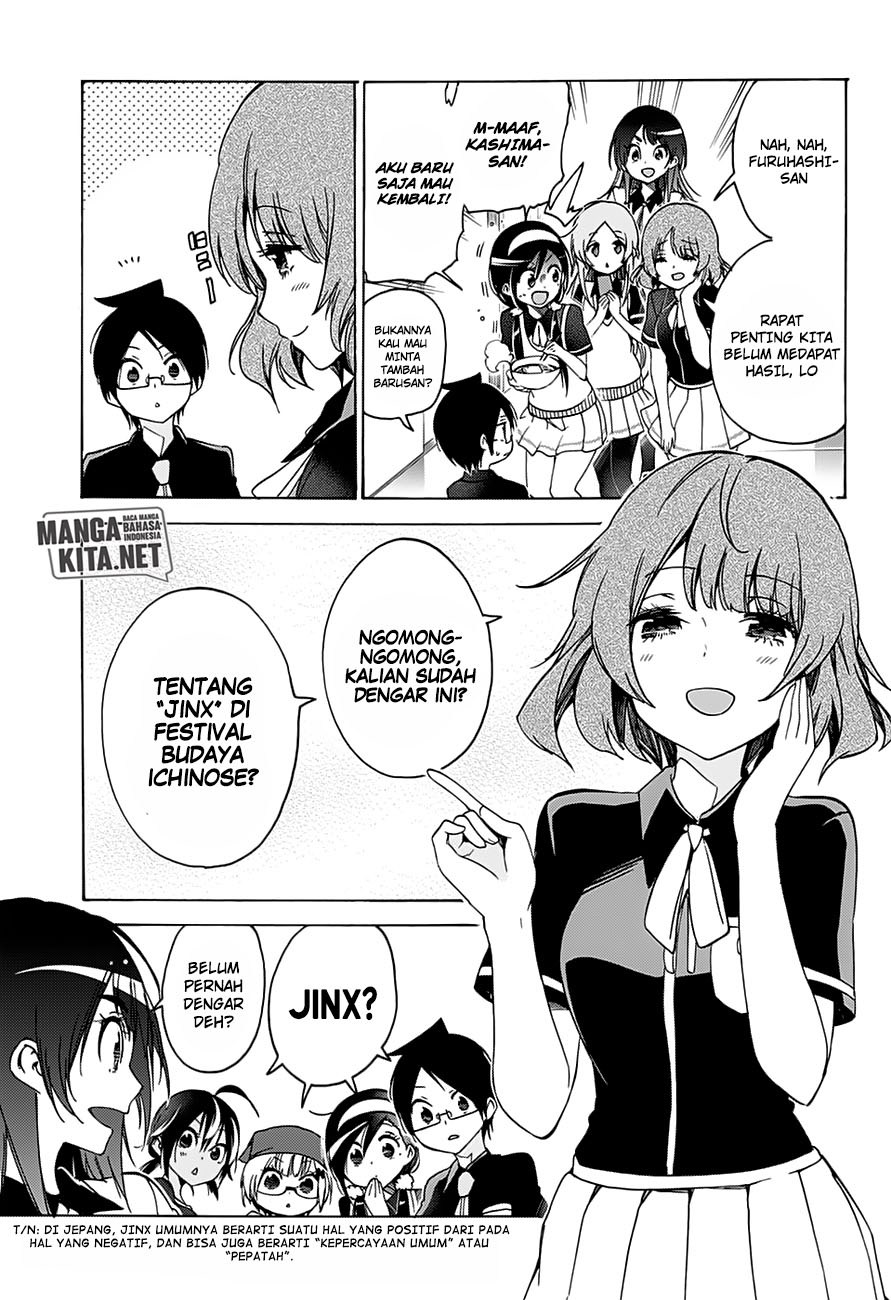 NAH, NAH,
FURUHASHI-
SAN
M-MAAF,
KASHIMA-
SAN!
AKU BARU
SAJA MAU
KEMBALI!
RAPAT
PENTING KITA
BELUM MEDAPAT
HASIL, LO
BUKANNYA
KAU MAU
MINTA
TAMBAH
BARUSAN?
MANGA
KITA.NET
BACA MANGA
BAHASA
INDONESIA
NGOMONG-
NGOMONG,
KALIAN SUDAH
DENGAR INI?
TENTANG
"JINX" DI
FESTIVAL
BUDAYA
ICHINOSE?
JINX?
BELUM
PERNAH
DENGAR
DEH?
T/N: DI JEPANG, JINX UMUMNYA BERARTI SUATU HAL YANG POSITIF DARI PADA
HAL YANG NEGATIF, DAN BISA JUGA BERARTI "KEPERCAYAAN UMUM" ATAU
"PEPATAH".